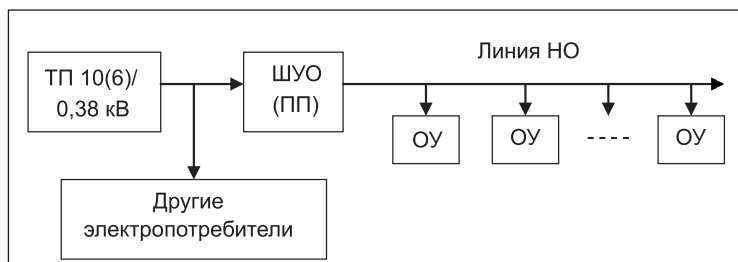 Линия НО
ТП 10(6)/
0,38 кВ
ШУО
(ПП)
ОУ
ОУ
ОУ
Другие
электропотребители